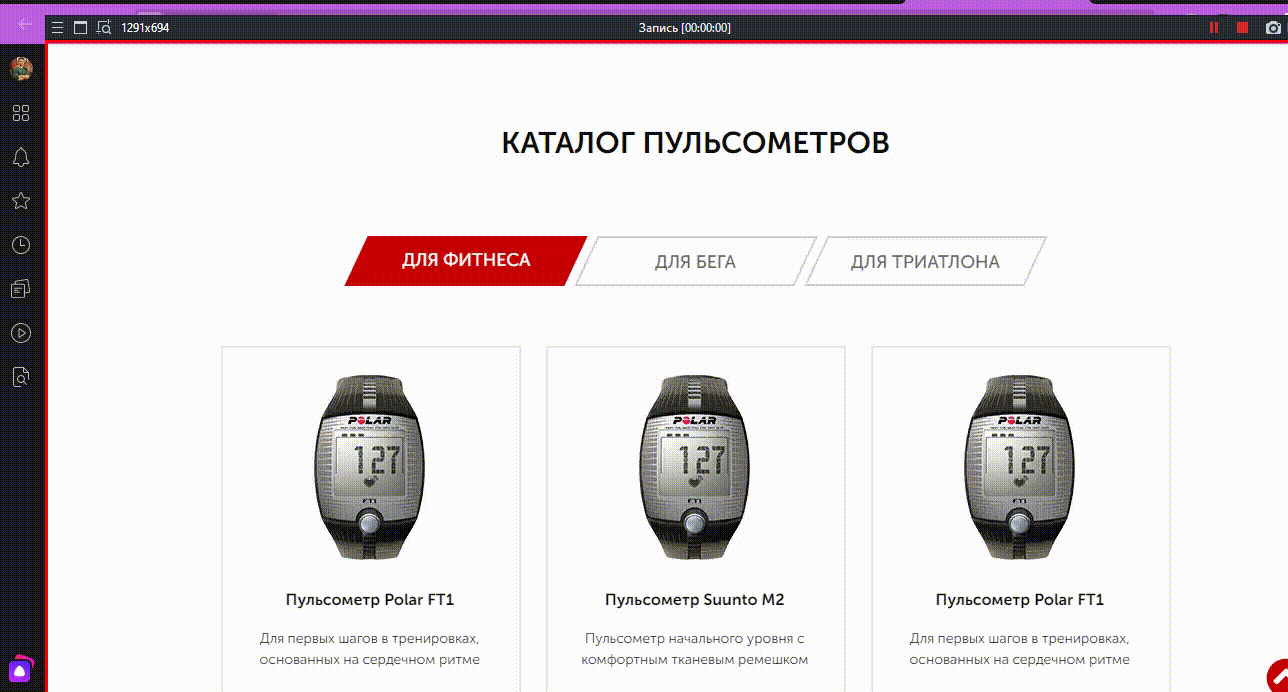 1291x694
Запись [00:00:00]
КАТАЛОГ ПУЛЬСОМЕТРОВ
ДЛЯ ФИТНЕСА
ДЛЯ БЕГА
ДЛЯ ТРИАТЛОНА
POLAR
127
FT1
POLAR
127
FT1
POLAR
127
FT1
Пульсометр Polar FT1
Пульсометр Suunto M2
Пульсометр Polar FT1
Для первых шагов в тренировках,
основанных на сердечном ритме
Пульсометр начального уровня с
комфортным тканевым ремешком
Для первых шагов в тренировках,
основанных на сердечном ритме